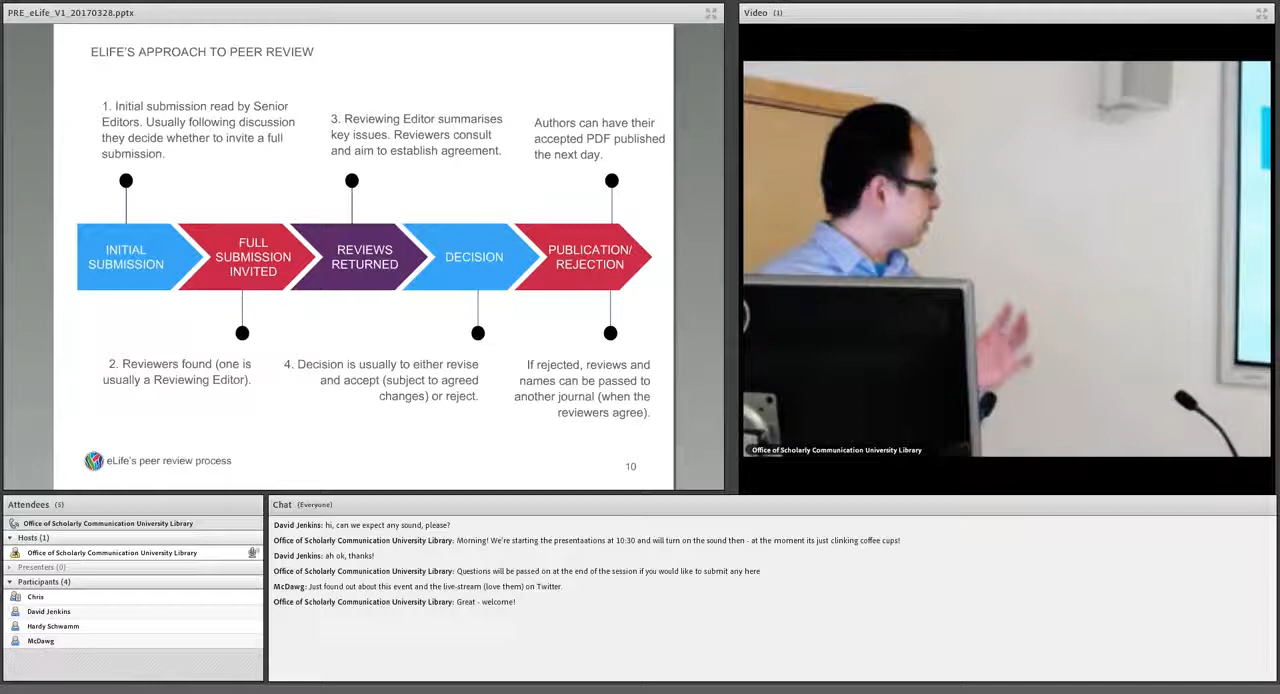 PRE_eLife_V1_20170328.pptx
ELIFE'S APPROACH TO PEER REVIEW
1. Initial submission read by Senior
Editors. Usually following discussion
they decide whether to invite a full
submission.
3. Reviewing Editor summarises
key issues. Reviewers consult
and aim to establish agreement.
Authors can have their
accepted PDF published
the next day.
INITIAL
SUBMISSION
FULL
SUBMISSION
INVITED
REVIEWS
RETURNED
DECISION
PUBLICATION/
REJECTION
2. Reviewers found (one is
usually a Reviewing Editor).
4. Decision is usually to either revise
and accept (subject to agreed
changes) or reject.
If rejected, reviews and
names can be passed to
another journal (when the
reviewers agree).
eLife's peer review process
10
Video (1)
Office of Scholarly Communication University Library
Attendees (5)
Office of Scholarly Communication University Library
Hosts (1)
Office of Scholarly Communication University Library
Presenters (0)
Participants (4)
Chris
David Jenkins
Hardy Schwamm
McDawg
Chat (Everyone)
David Jenkins: hi, can we expect any sound, please?
Office of Scholarly Communication University Library: Morning! We're starting the presentaations at 10:30 and will turn on the sound then - at the moment its just clinking coffee cups!
David Jenkins: ah ok, thanks!
Office of Scholarly Communication University Library: Questions will be passed on at the end of the session if you would like to submit any here
McDawg: Just found out about this event and the live-stream (love them) on Twitter.
Office of Scholarly Communication University Library: Great - welcome!